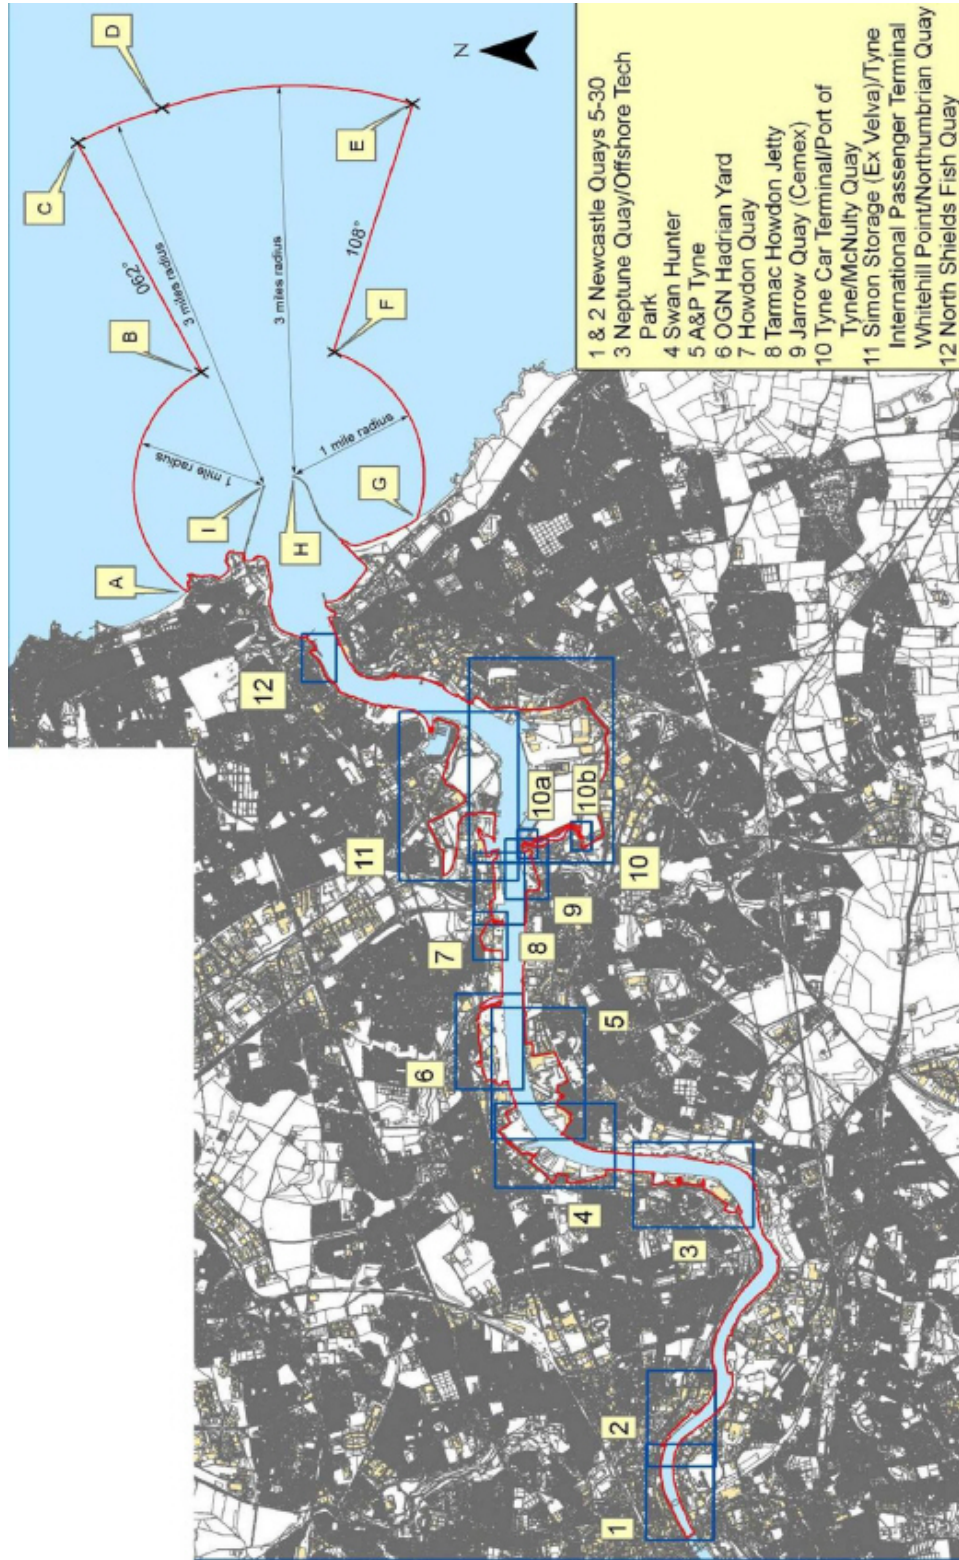 A
B
C
D
E
F
G
H
I
N
062°
3 miles radius
3 miles radius
108°
1 mile radius
1 mile radius
1
2
3
4
5
6
7
8
9
10
10a
10b
11
12
1 & 2 Newcastle Quays 5-30
3 Neptune Quay/Offshore Tech
Park
4 Swan Hunter
5 A&P Tyne
6 OGN Hadrian Yard
7 Howdon Quay
8 Tarmac Howdon Jetty
9 Jarrow Quay (Cemex)
10 Tyne Car Terminal/Port of
Tyne/McNulty Quay
11 Simon Storage (Ex Velva)/Tyne
International Passenger Terminal
Whitehill Point/Northumbrian Quay
12 North Shields Fish Quay